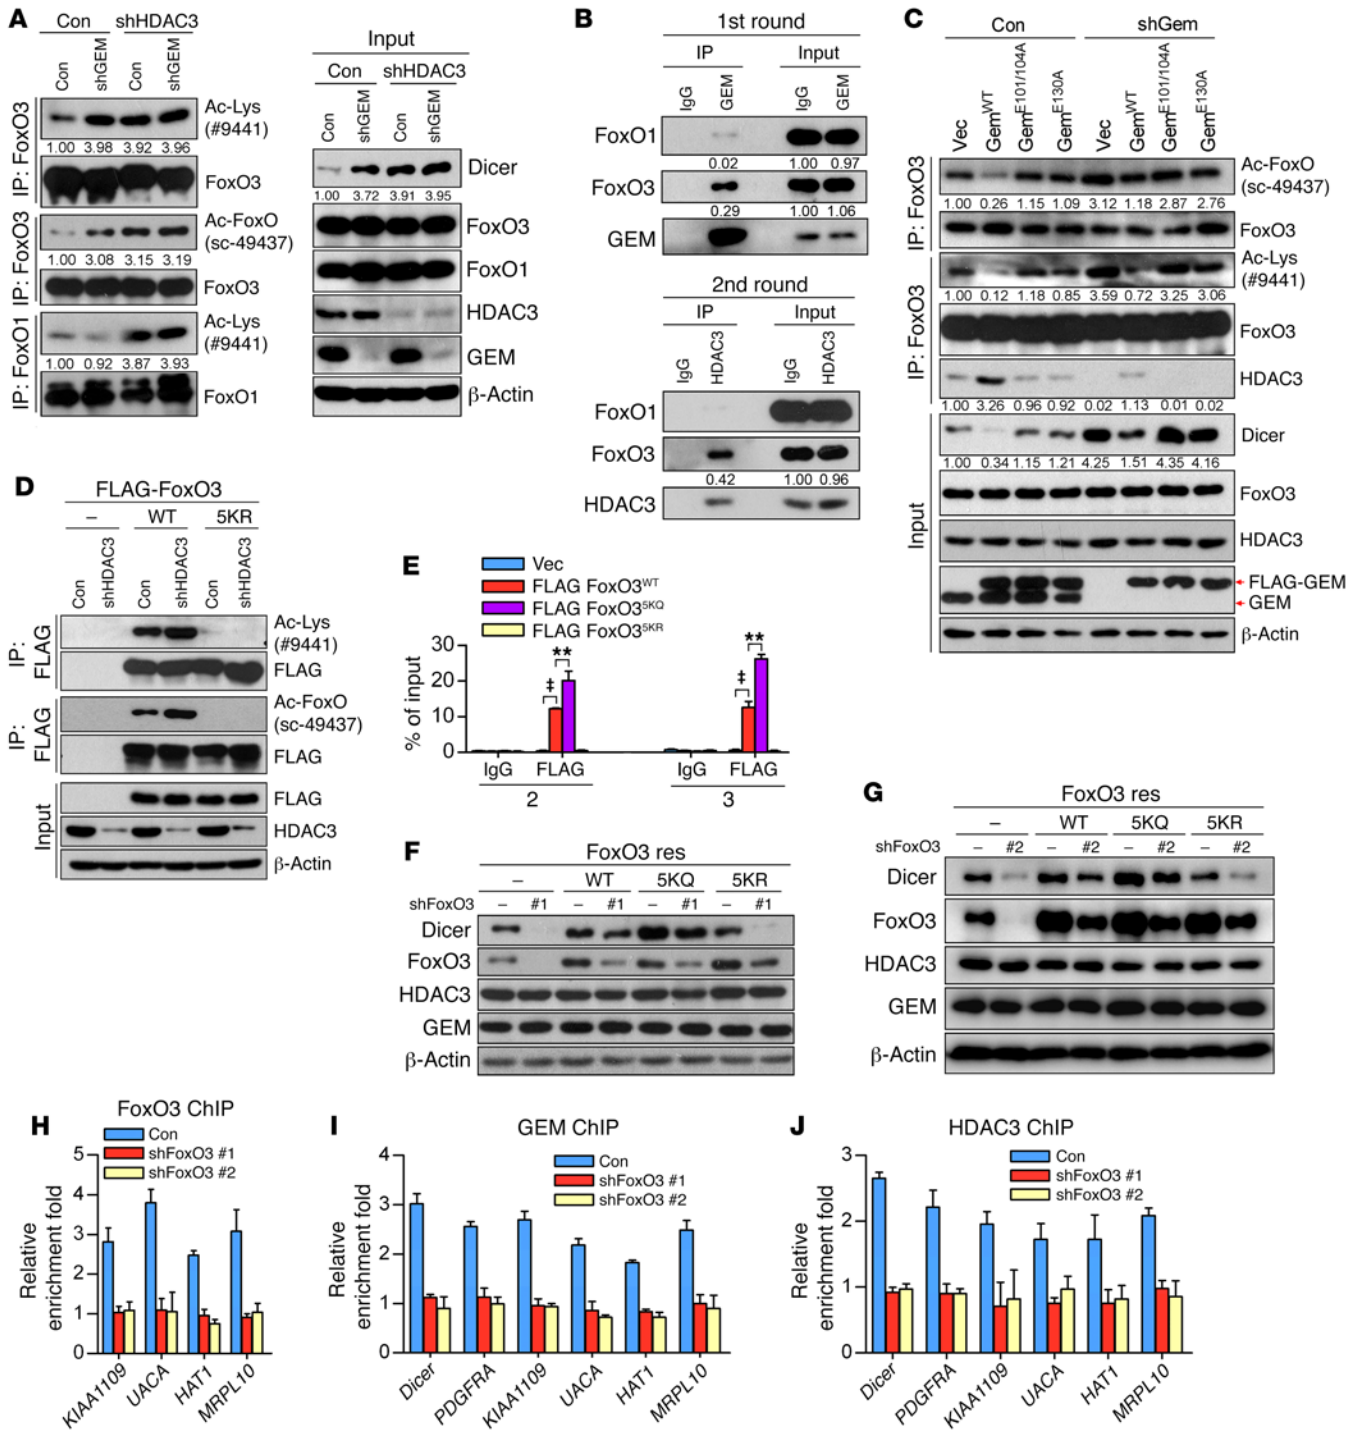 A
Con shHDAC3
Con shGEM Con shGEM
IP: FoxO3
Ac-Lys (#9441)
1.00 3.98 3.92 3.96
FoxO3
IP: FoxO3
Ac-FoxO (sc-49437)
1.00 3.08 3.15 3.19
FoxO3
IP: FoxO1
Ac-Lys (#9441)
1.00 0.92 3.87 3.93
FoxO1
Input
Con shHDAC3
Con shGEM Con shGEM
Dicer
1.00 3.72 3.91 3.95
FoxO3
FoxO1
HDAC3
GEM
β-Actin
B
1st round
IP Input
IgG GEM IgG GEM
FoxO1
0.02 1.00 0.97
FoxO3
0.29 1.00 1.06
GEM
2nd round
IP Input
IgG HDAC3 IgG HDAC3
FoxO1
FoxO3
0.42 1.00 0.96
HDAC3
C
Con shGem
Vec Gem^WT Gem^E101/104A Gem^E130A Vec Gem^WT Gem^E101/104A Gem^E130A
IP: FoxO3
Ac-FoxO (sc-49437)
1.00 0.26 1.15 1.09 3.12 1.18 2.87 2.76
FoxO3
IP: FoxO3
Ac-Lys (#9441)
1.00 0.12 1.18 0.85 3.59 0.72 3.25 3.06
FoxO3
HDAC3
1.00 3.26 0.96 0.92 0.02 1.13 0.01 0.02
Input
Dicer
1.00 0.34 1.15 1.21 4.25 1.51 4.35 4.16
FoxO3
HDAC3
FLAG-GEM
GEM
β-Actin
D
FLAG-FoxO3
– WT 5KR
Con shHDAC3 Con shHDAC3 Con shHDAC3
IP: FLAG
Ac-Lys (#9441)
FLAG
IP: FLAG
Ac-FoxO (sc-49437)
FLAG
Input
FLAG
HDAC3
β-Actin
E
Vec
FLAG FoxO3^WT
FLAG FoxO3^5KQ
FLAG FoxO3^5KR
% of input
30
20
10
0
‡ ** ‡ **
IgG FLAG IgG FLAG
2 3
F
FoxO3 res
– WT 5KQ 5KR
shFoxO3 – #1 – #1 – #1 – #1
Dicer
FoxO3
HDAC3
GEM
β-Actin
G
FoxO3 res
– WT 5KQ 5KR
shFoxO3 – #2 – #2 – #2 – #2
Dicer
FoxO3
HDAC3
GEM
β-Actin
H
FoxO3 ChIP
Con
shFoxO3 #1
shFoxO3 #2
Relative enrichment fold
5
4
3
2
1
0
KIAA1109 UACA HAT1 MRPL10
I
GEM ChIP
Con
shFoxO3 #1
shFoxO3 #2
Relative enrichment fold
4
3
2
1
0
Dicer PDGFRA KIAA1109 UACA HAT1 MRPL10
J
HDAC3 ChIP
Con
shFoxO3 #1
shFoxO3 #2
Relative enrichment fold
3
2
1
0
Dicer PDGFRA KIAA1109 UACA HAT1 MRPL10